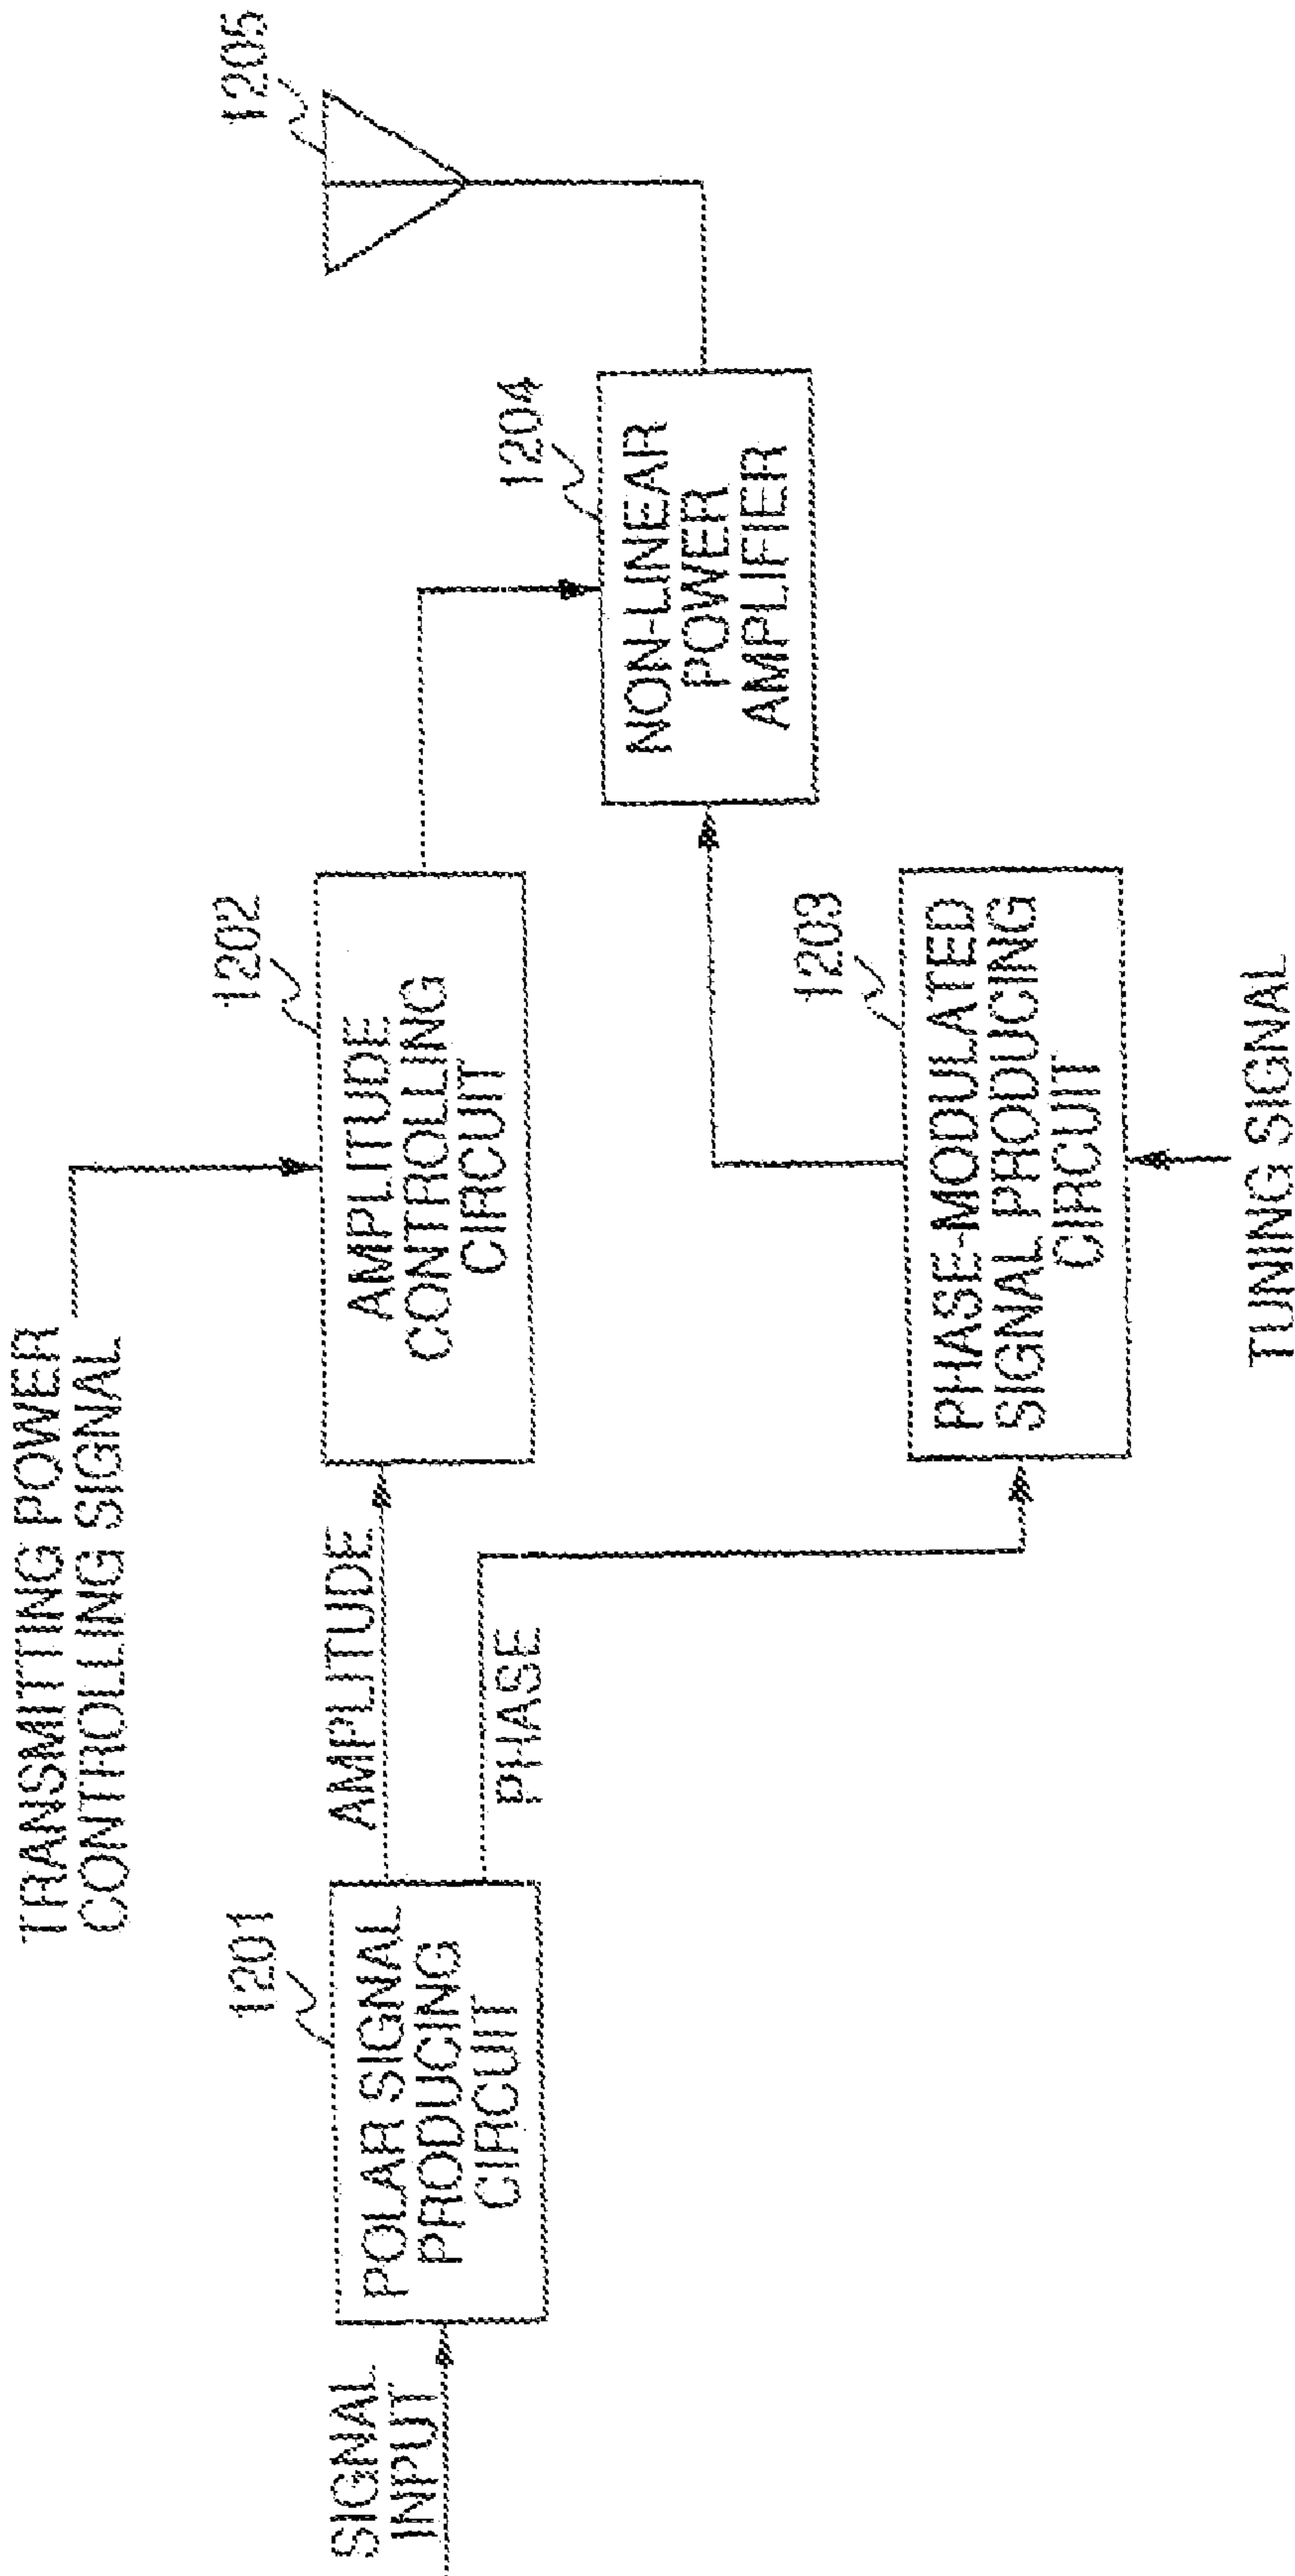 TRANSMITTING POWER
CONTROLLING SIGNAL
SIGNAL
INPUT
1201
POLAR SIGNAL
PRODUCING
CIRCUIT
AMPLITUDE
PHASE
1202
AMPLITUDE
CONTROLLING
CIRCUIT
1203
PHASE-MODULATED
SIGNAL PRODUCING
CIRCUIT
TUNING SIGNAL
1204
NON-LINEAR
POWER
AMPLIFIER
1205